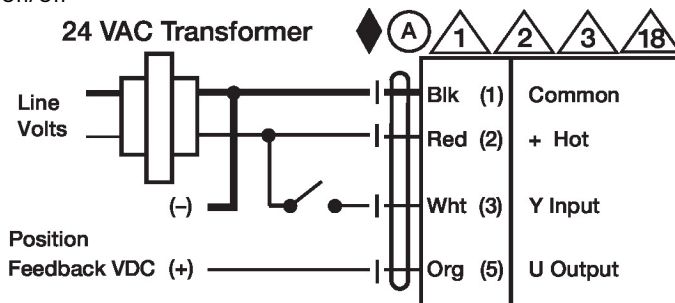 On/Off
24 VAC Transformer
A
1
2
3
18
Line
Volts
Blk (1) Common
Red (2) + Hot
(–)
Wht (3) Y Input
Position
Feedback VDC (+)
Org (5) U Output